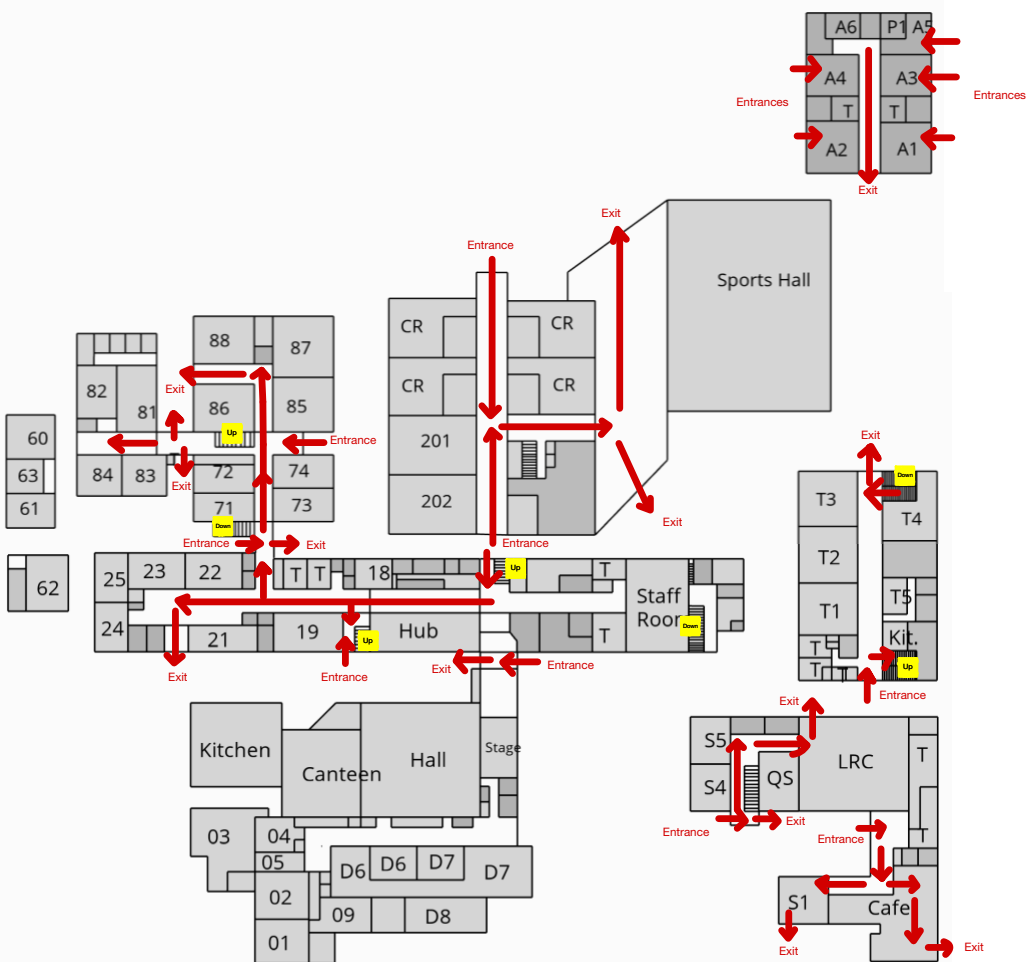 A6
P1
A5
A4
A3
Entrances
Entrances
T
T
A2
A1
Exit
Exit
Entrance
Sports Hall
CR
CR
88
87
CR
CR
Exit
82
81
86
85
Up
60
201
Entrance
63
84
83
T
72
74
Exit
61
71
73
202
Down
Entrance
Exit
Entrance
Exit
Exit
Down
T3
T4
T2
T1
T5
Kit.
T
T
T
Up
Entrance
62
25
23
22
T
T
18
Up
T
Staff
Room
Down
24
21
19
Up
Hub
T
Exit
Entrance
Exit
Entrance
Exit
Kitchen
Canteen
Hall
Stage
S5
LRC
T
S4
QS
Entrance
Exit
Entrance
T
03
04
05
D6
D6
D7
D7
02
09
D8
01
S1
Cafe
Exit
Exit